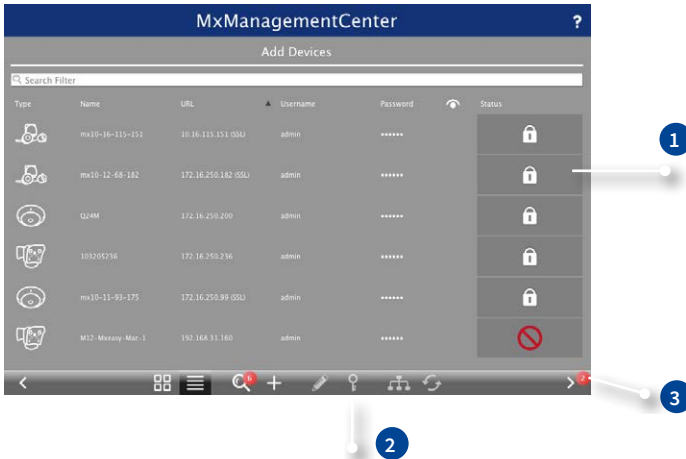 MxManagementCenter ?
Add Devices
Search Filter
Type Name URL Username Password Status
mx10-16-115-151 10.16.115.151 (SSL) admin ••••••
mx10-12-68-182 172.16.250.182 (SSL) admin ••••••
Q24M 172.16.250.200 admin ••••••
103205236 172.16.250.236 admin ••••••
mx10-11-93-175 172.16.250.99 (SSL) admin ••••••
M12-Mxeasy-Mar-1 192.168.31.160 admin ••••••
6 2
1
2
3